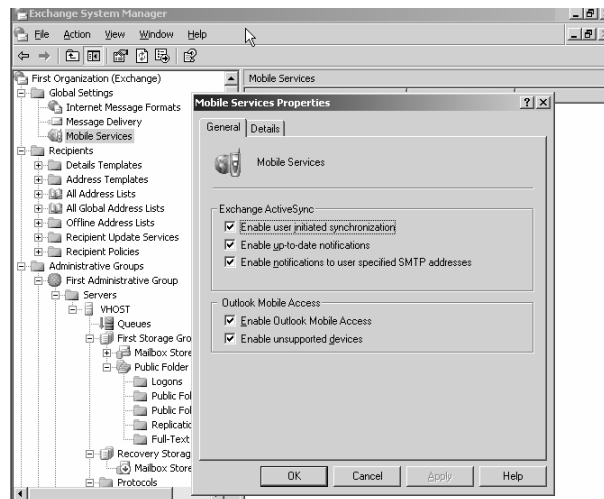 Exchange System Manager
File Action View Window Help
First Organization (Exchange)
Global Settings
Internet Message Formats
Message Delivery
Mobile Services
Recipients
Details Templates
Address Templates
All Address Lists
All Global Address Lists
Offline Address Lists
Recipient Update Services
Recipient Policies
Administrative Groups
First Administrative Group
Servers
VHOST
Queues
First Storage Gro
Mailbox Store
Public Folder
Logons
Public Fol
Public Fol
Replicatio
Full-Text
Recovery Storag
Mailbox Store
Protocols
Mobile Services
Mobile Services Properties
General Details
Mobile Services
Exchange ActiveSync
Enable user initiated synchronization
Enable up-to-date notifications
Enable notifications to user specified SMTP addresses
Outlook Mobile Access
Enable Outlook Mobile Access
Enable unsupported devices
OK Cancel Apply Help